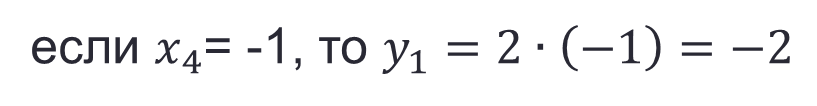 если x₄= -1, то y₁ = 2 · (−1) = −2